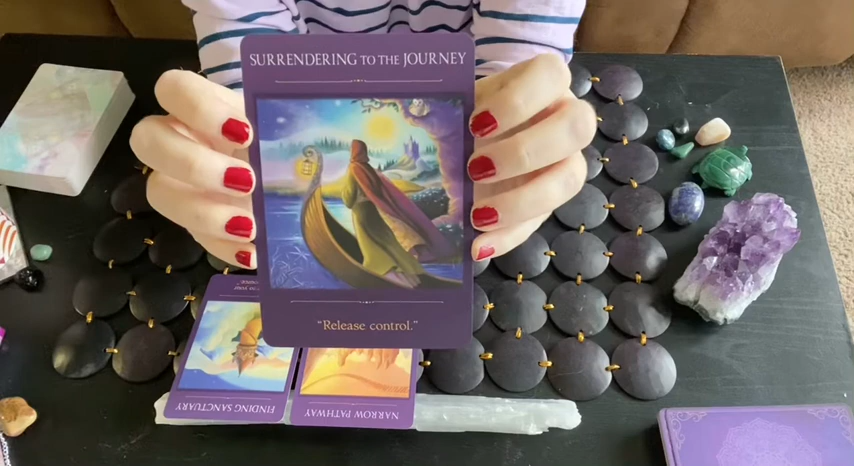 SURRENDERING TO THE JOURNEY
"Release control."
FINDING SANCTUARY
NARROW PATHWAY